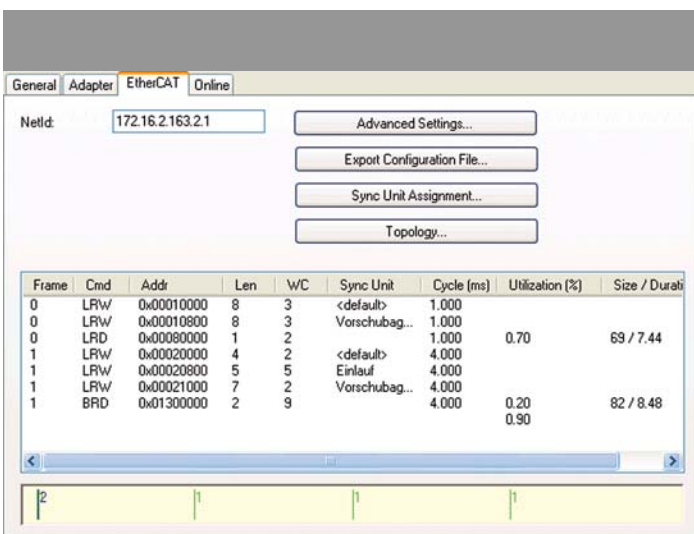 General Adapter EtherCAT Online
NetId: 172.16.2.163.2.1
Advanced Settings...
Export Configuration File...
Sync Unit Assignment...
Topology...
Frame Cmd Addr Len WC Sync Unit Cycle (ms) Utilization (%) Size / Durati
0 LRW 0x00010000 8 3 <default> 1.000
0 LRW 0x00010800 8 3 Vorschubag... 1.000
0 LRD 0x00080000 1 2 1.000 0.70 69 / 7.44
1 LRW 0x00020000 4 2 <default> 4.000
1 LRW 0x00020800 5 5 Einlauf 4.000
1 LRW 0x00021000 7 2 Vorschubag... 4.000
1 BRD 0x01300000 2 9 4.000 0.20 82 / 8.48
0.90
2 1 1 1